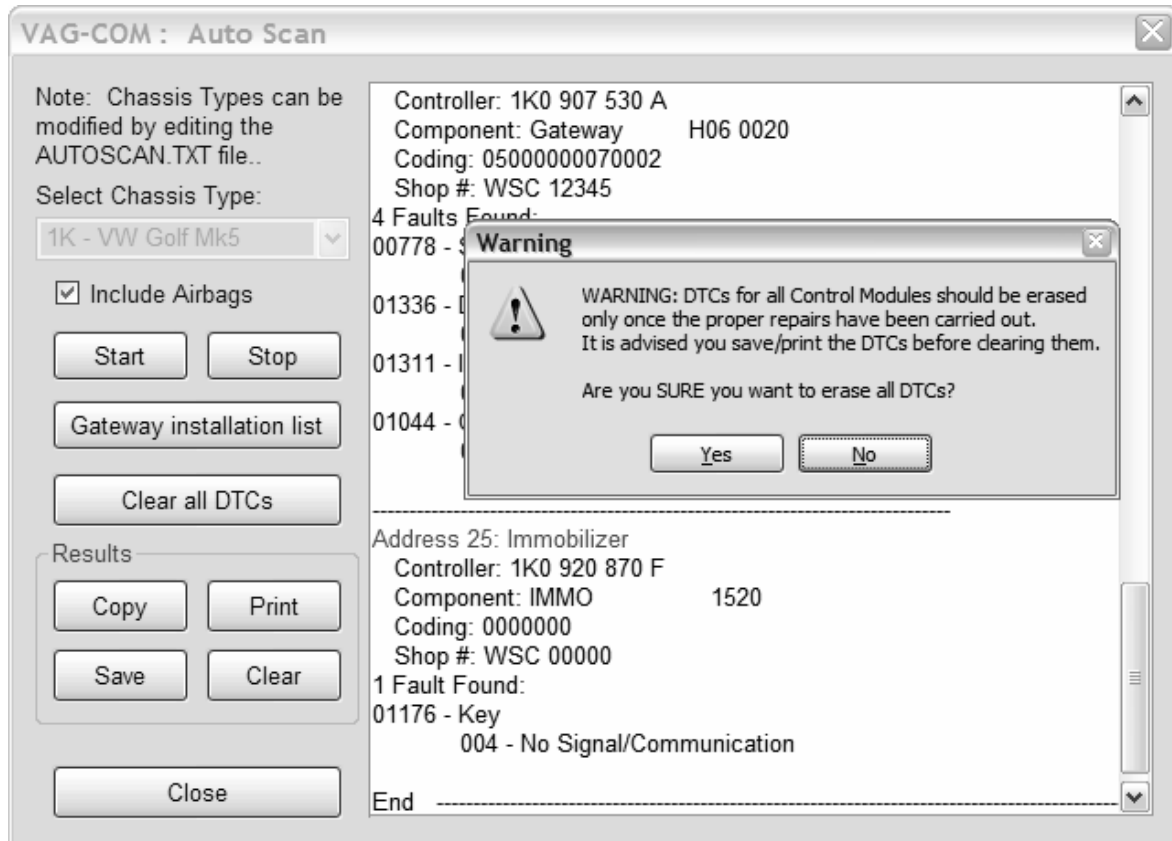 VAG-COM : Auto Scan
Note: Chassis Types can be
modified by editing the
AUTOSCAN.TXT file..
Select Chassis Type:
1K - VW Golf Mk5
Include Airbags
Start Stop
Gateway installation list
Clear all DTCs
Results
Copy Print
Save Clear
Close
Controller: 1K0 907 530 A
Component: Gateway H06 0020
Coding: 05000000070002
Shop #: WSC 12345
4 Faults Found:
00778 -
01336 -
01311 -
01044 -
Warning
WARNING: DTCs for all Control Modules should be erased
only once the proper repairs have been carried out.
It is advised you save/print the DTCs before clearing them.
Are you SURE you want to erase all DTCs?
Yes No
Address 25: Immobilizer
Controller: 1K0 920 870 F
Component: IMMO 1520
Coding: 0000000
Shop #: WSC 00000
1 Fault Found:
01176 - Key
004 - No Signal/Communication
End